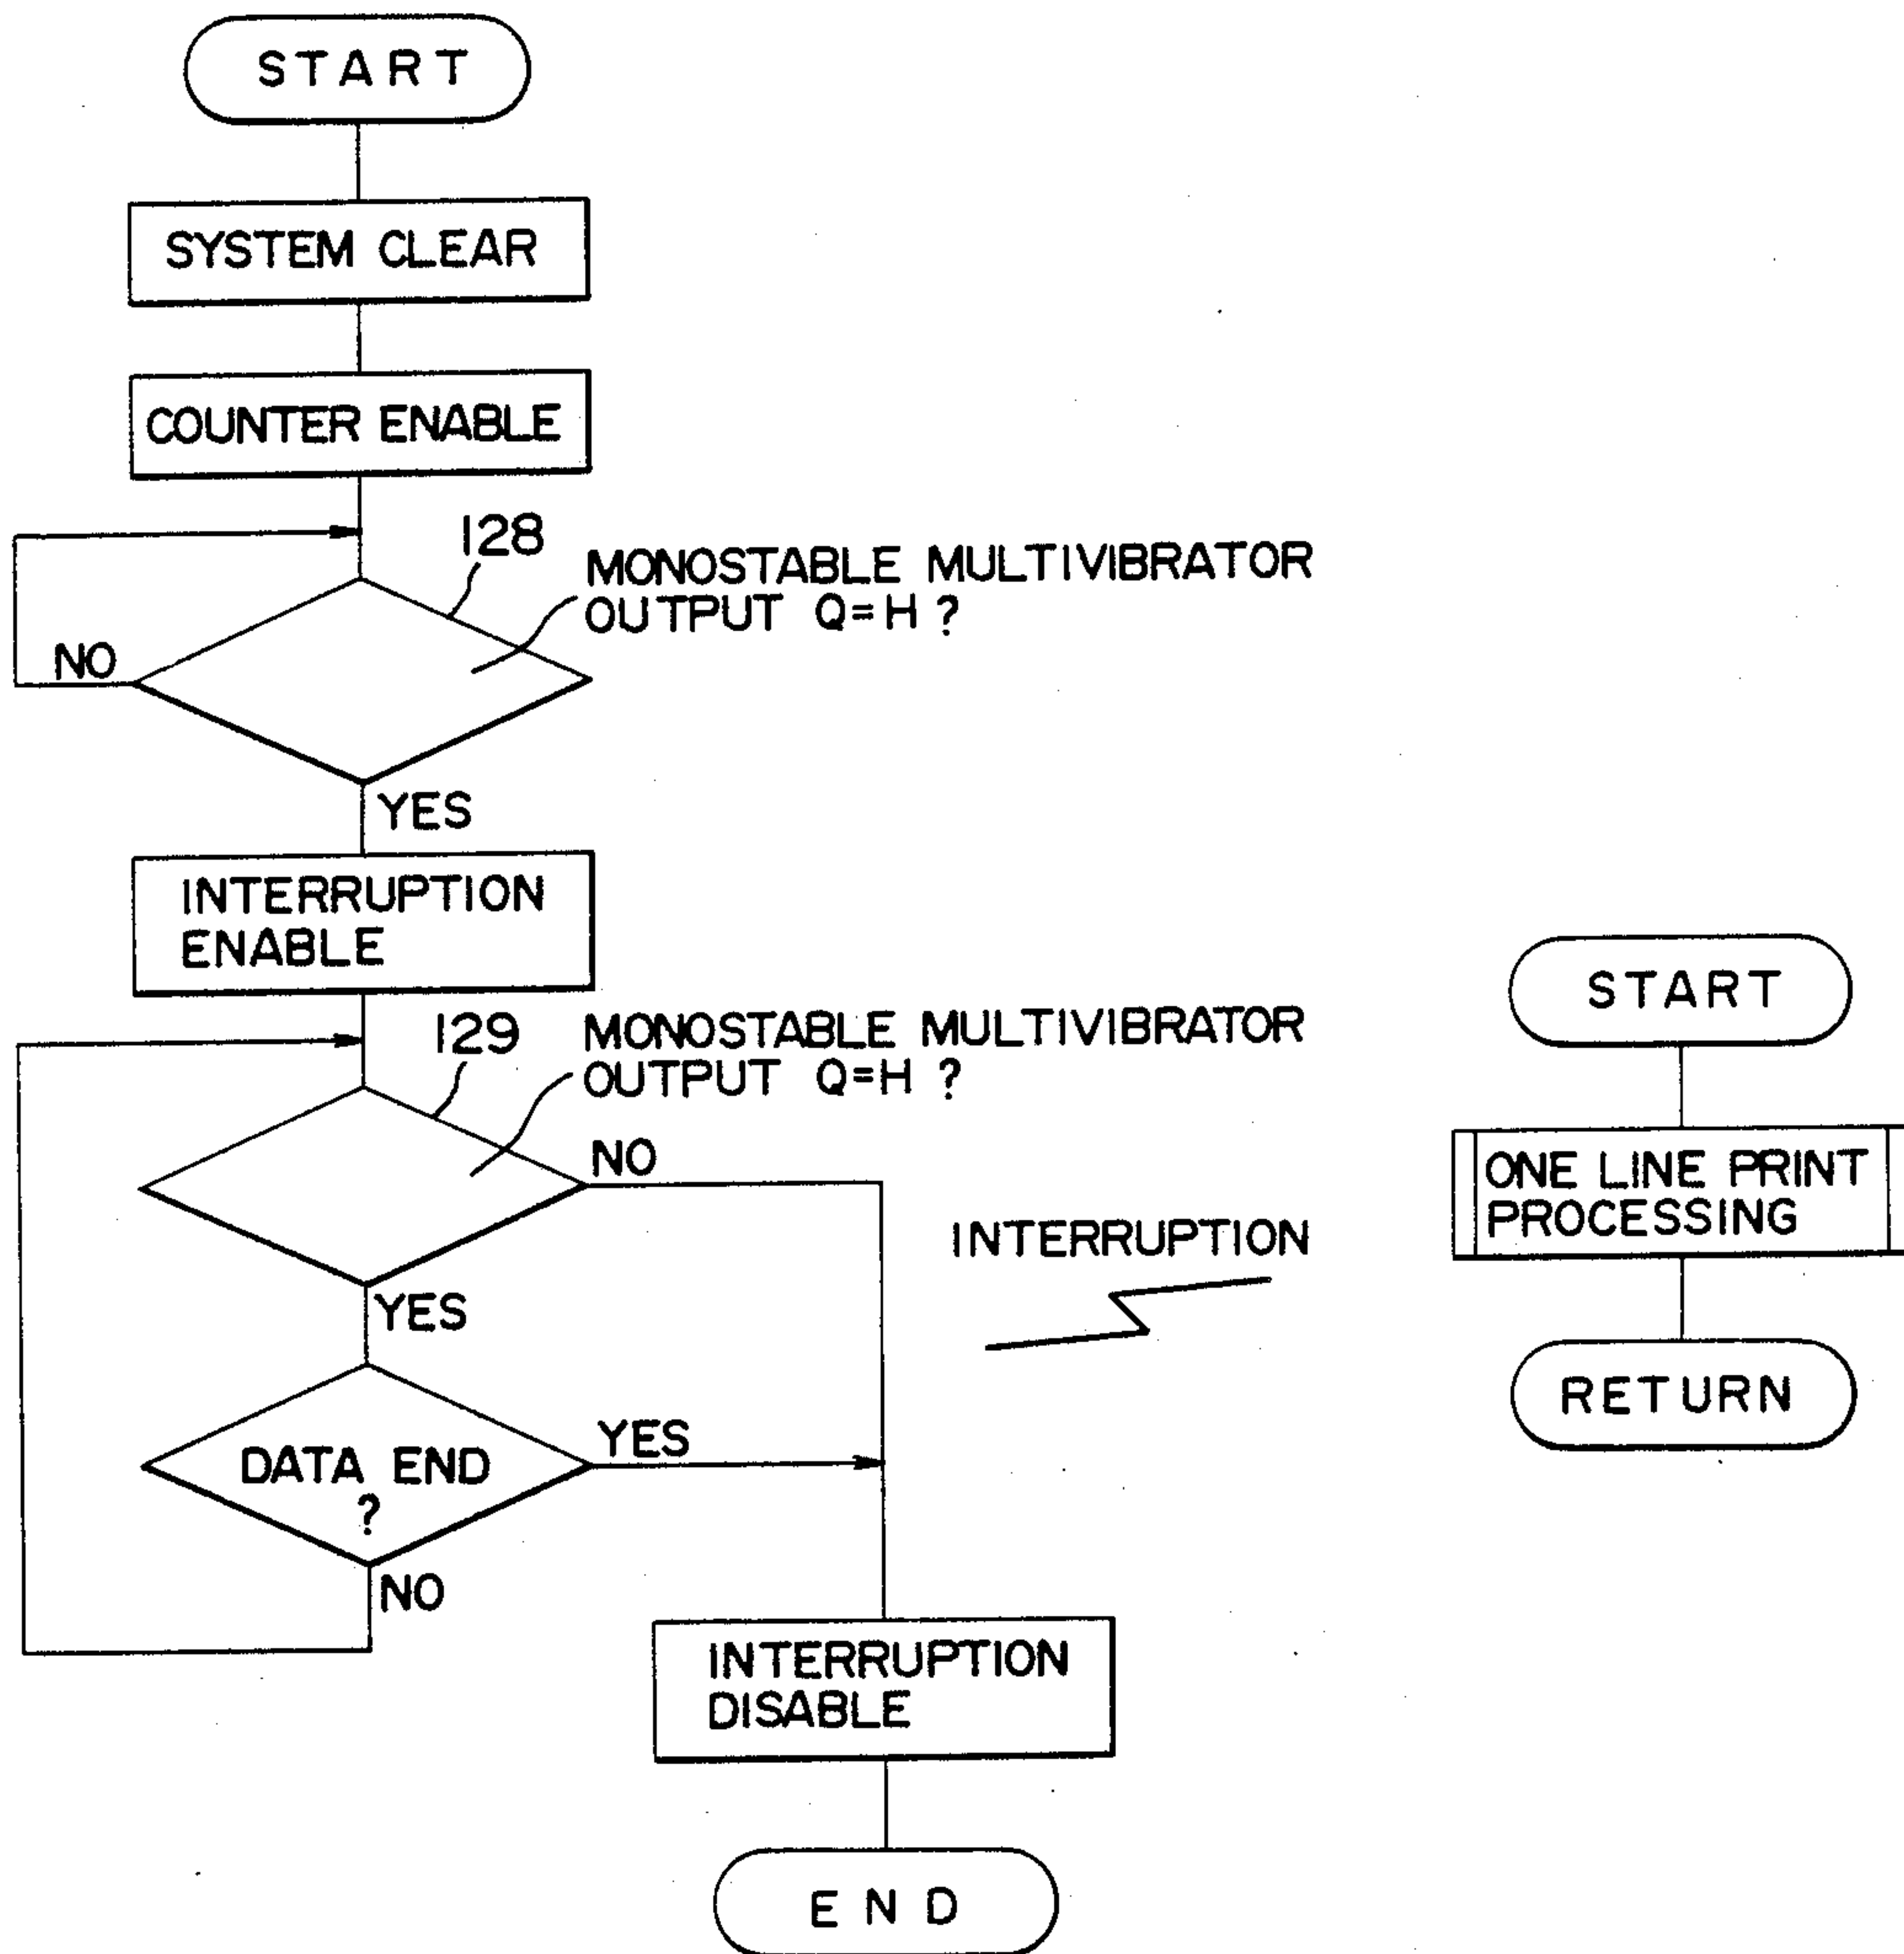 START
SYSTEM CLEAR
COUNTER ENABLE
128
MONOSTABLE MULTIVIBRATOR
OUTPUT Q=H ?
NO
YES
INTERRUPTION
ENABLE
129
MONOSTABLE MULTIVIBRATOR
OUTPUT Q=H ?
NO
YES
DATA END
?
YES
NO
INTERRUPTION
DISABLE
END
INTERRUPTION
START
ONE LINE PRINT
PROCESSING
RETURN